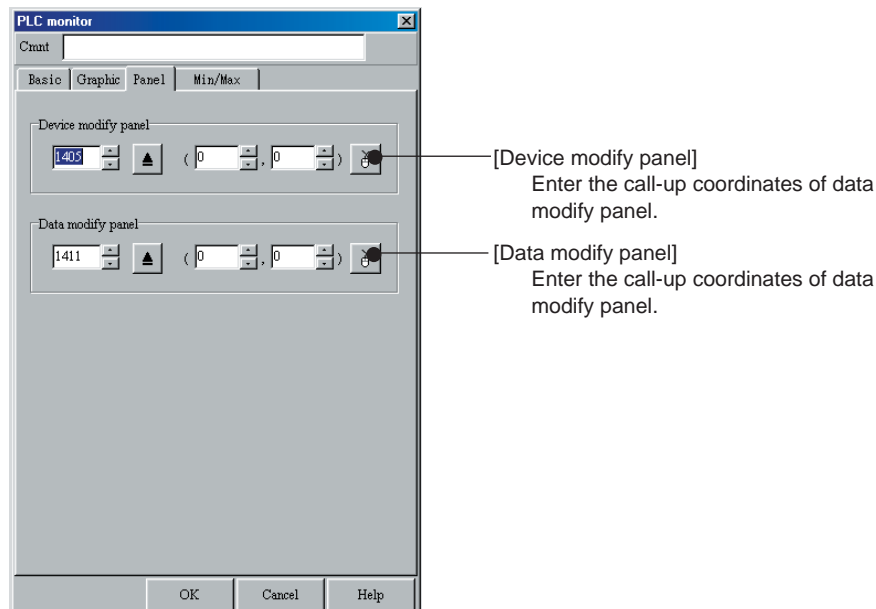 PLC monitor
Cmnt
Basic Graphic Panel Min/Max
Device modify panel
1405 ( 0 , 0 )
[Device modify panel]
Enter the call-up coordinates of data
modify panel.
Data modify panel
1411 ( 0 , 0 )
[Data modify panel]
Enter the call-up coordinates of data
modify panel.
OK Cancel Help